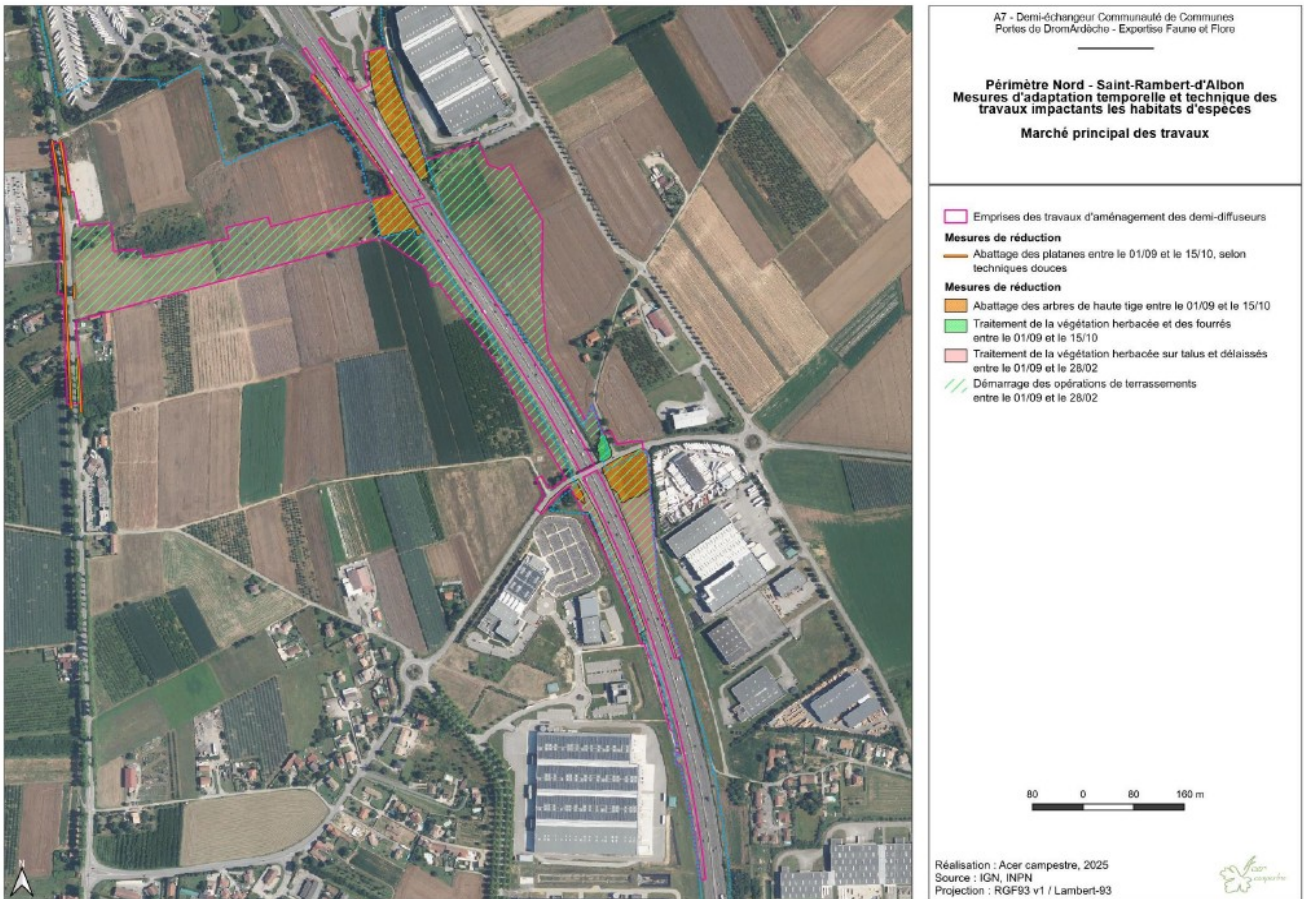 A7 - Demi-échangeur Communauté de Communes
Portes de DromArdèche - Expertise Faune et Flore
Périmètre Nord - Saint-Rambert-d'Albon
Mesures d'adaptation temporelle et technique des
travaux impactants les habitats d'espèces
Marché principal des travaux
Emprises des travaux d'aménagement des demi-diffuseurs
Mesures de réduction
Abattage des platanes entre le 01/09 et le 15/10, selon
techniques douces
Mesures de réduction
Abattage des arbres de haute tige entre le 01/09 et le 15/10
Traitement de la végétation herbacée et des fourrés
entre le 01/09 et le 15/10
Traitement de la végétation herbacée sur talus et délaissés
entre le 01/09 et le 28/02
Démarrage des opérations de terrassements
entre le 01/09 et le 28/02
80 0 80 160 m
N
Réalisation : Acer campestre, 2025
Source : IGN, INPN
Projection : RGF93 v1 / Lambert-93
acer
campestre